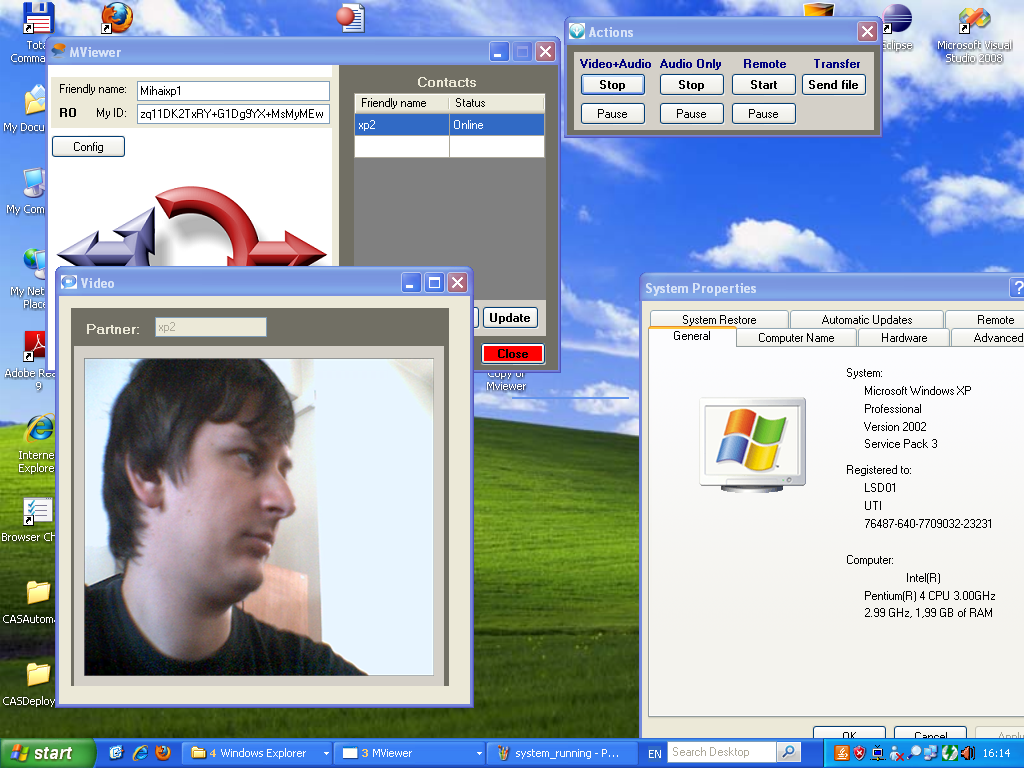 Total
Comma
My Docu
My Com
My Net
Place
Adobe Re
9
Interne
Explore
Browser Ch
CASAutoma
CASDeploy
clipse
Microsoft Visual
Studio 2008
Copy of
Mviewer
MViewer
Friendly name:
Mihaixp1
RO
My ID:
zq11DK2TxRY+G1Dg9YX+MsMyMEw
Config
Contacts
Friendly name
Status
xp2
Online
Update
Close
Actions
Video+Audio
Audio Only
Remote
Transfer
Stop
Stop
Start
Send file
Pause
Pause
Pause
Video
Partner:
xp2
System Properties
?
System Restore
Automatic Updates
Remote
General
Computer Name
Hardware
Advanced
System:
Microsoft Windows XP
Professional
Version 2002
Service Pack 3
Registered to:
LSD01
UTI
76487-640-7709032-23231
Computer:
Intel(R)
Pentium(R) 4 CPU 3.00GHz
2.99 GHz, 1,99 GB of RAM
OK
Cancel
Apply
start
4 Windows Explorer
3 MViewer
system_running - P...
EN
Search Desktop
16:14